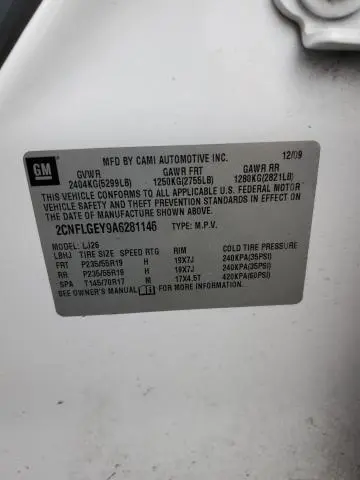 GM
MFD BY CAMI AUTOMOTIVE INC. 12/09
GVWR GAWR FRT GAWR RR
2404KG(5299LB) 1250KG(2755LB) 1280KG(2821LB)
THIS VEHICLE CONFORMS TO ALL APPLICABLE U.S. FEDERAL MOTOR
VEHICLE SAFETY AND THEFT PREVENTION STANDARDS IN EFFECT ON THE
DATE OF MANUFACTURE SHOWN ABOVE.
2CNFLGEY9A6281146 TYPE: M.P.V.
MODEL: LJ26
LBHJ TIRE SIZE SPEED RTG RIM COLD TIRE PRESSURE
FRT P235/55R19 H 19X7J 240KPA(35PSI)
RR P235/55R19 H 19X7J 240KPA(35PSI)
SPA T145/70R17 M 17X4.5T 420KPA(60PSI)
SEE OWNER'S MANUAL FOR MORE INFORMATION